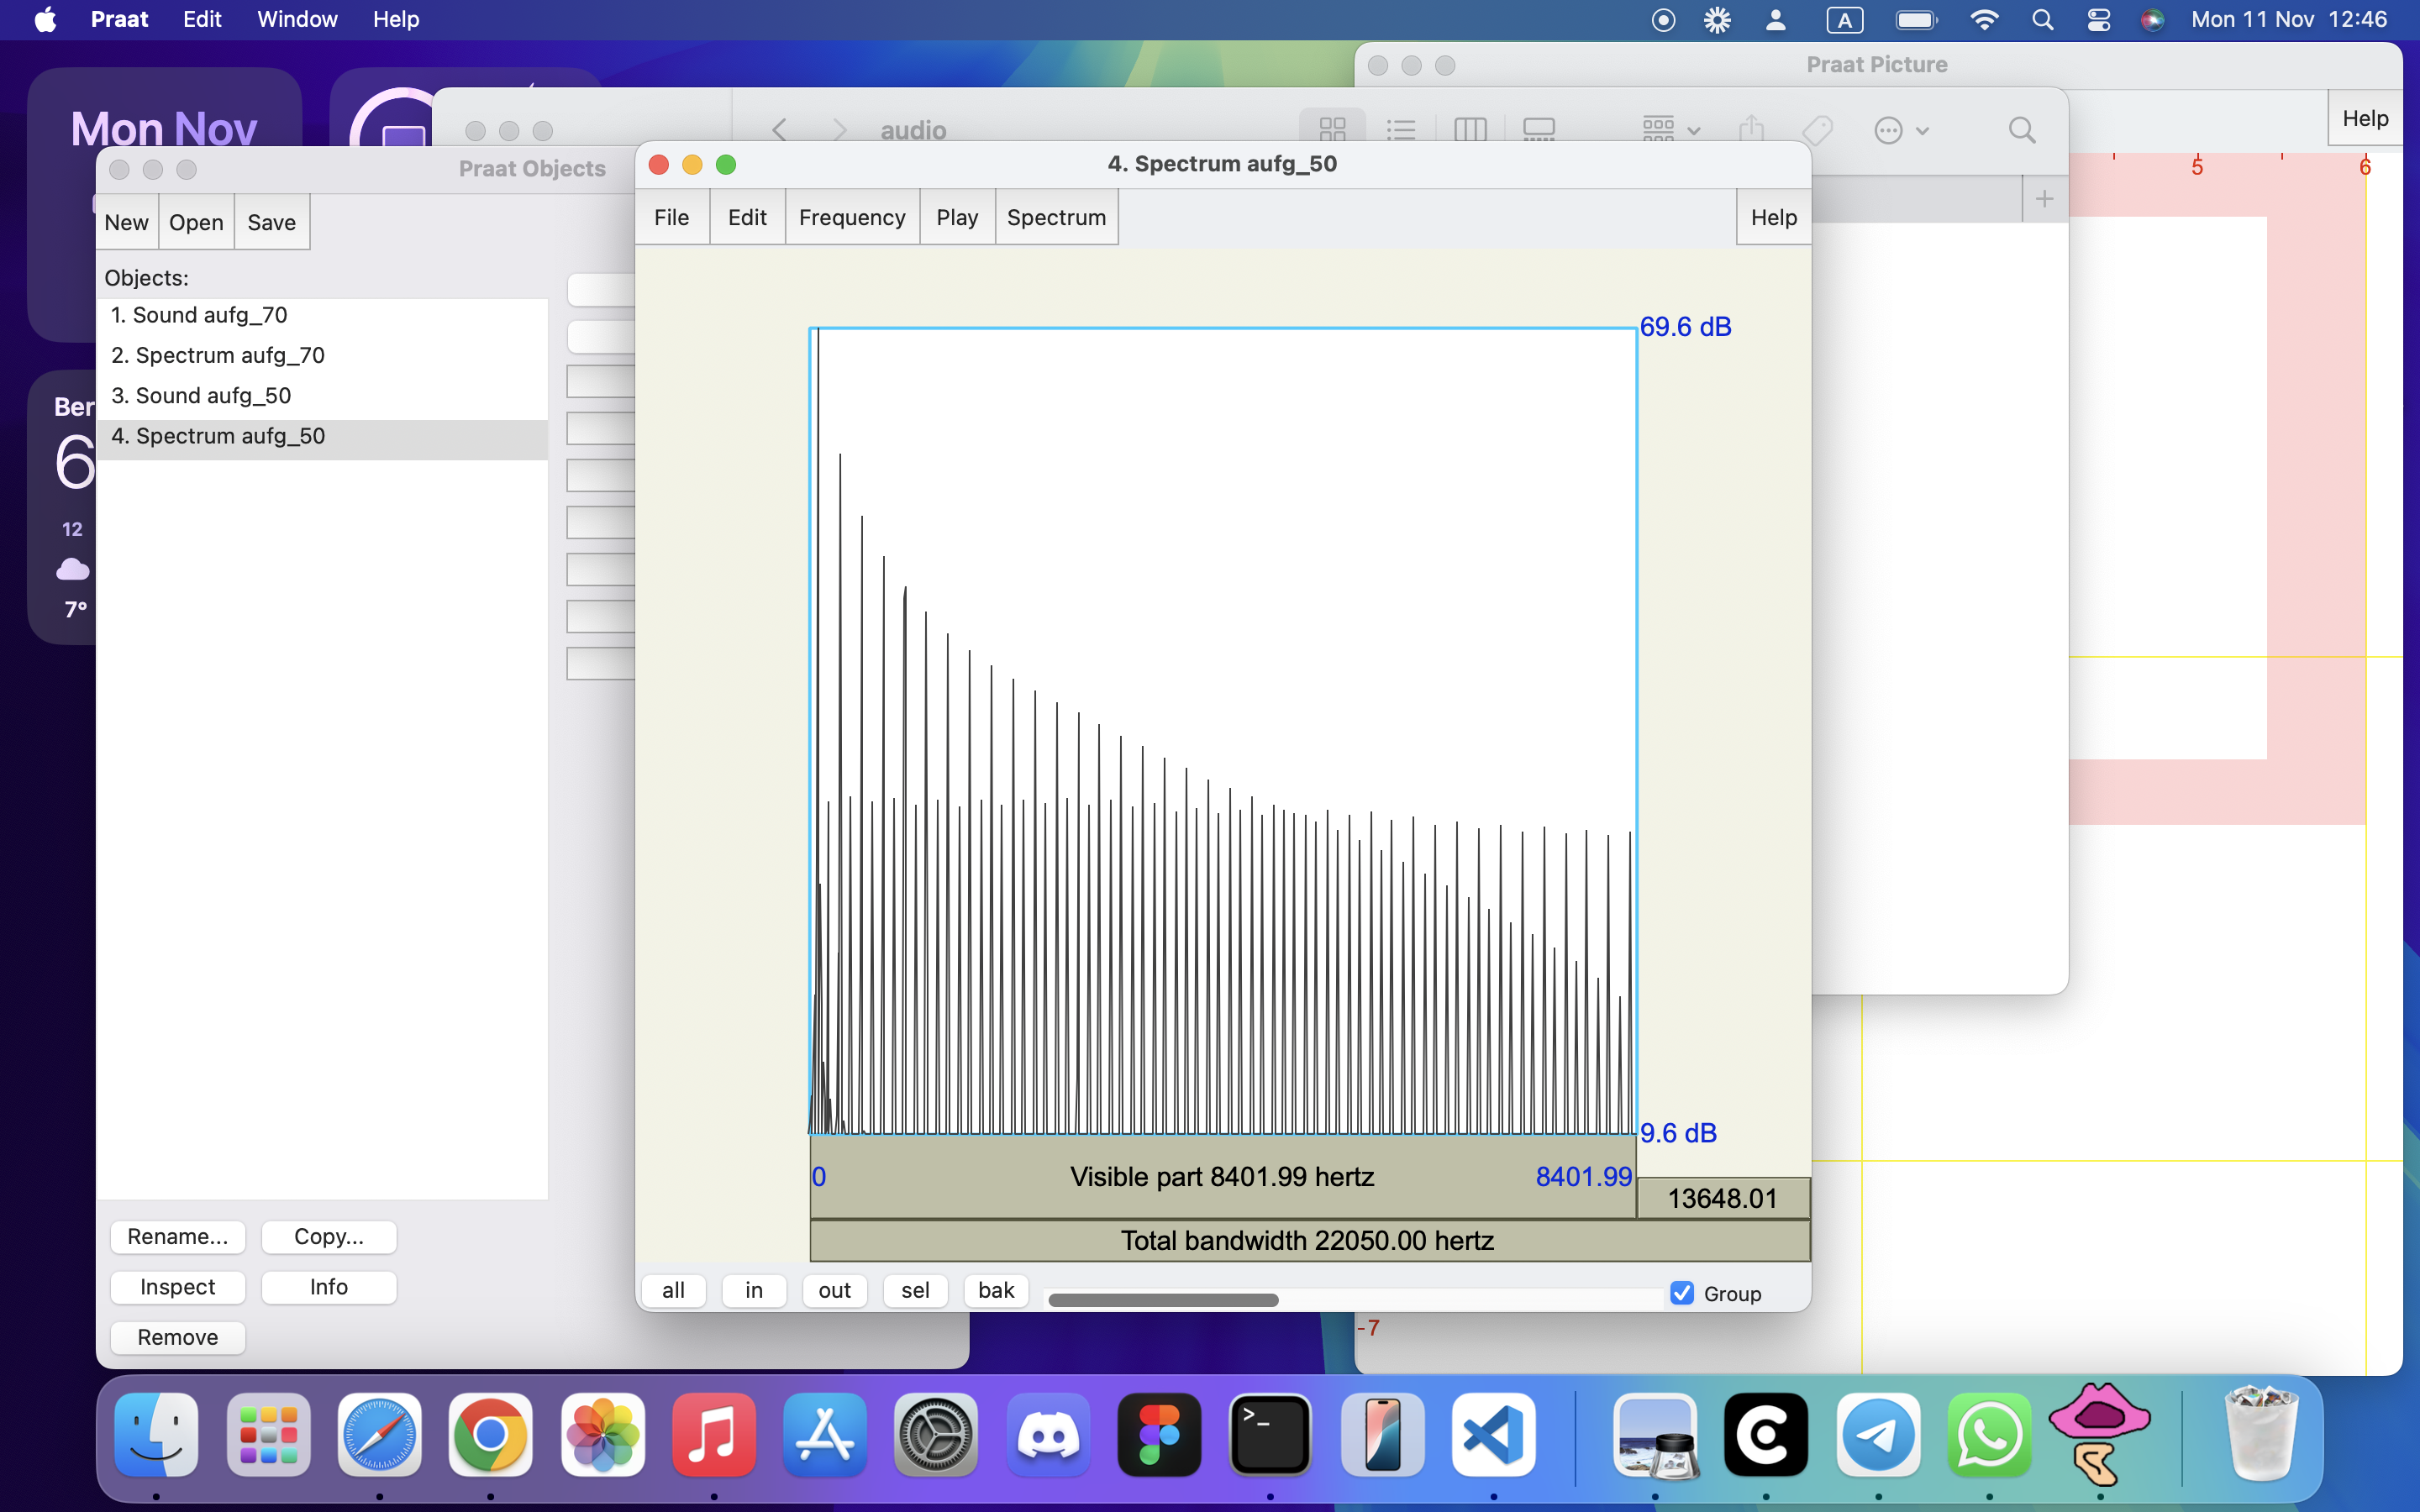 Praat Edit Window Help A Mon 11 Nov 12:46
Praat Picture
Help
5 6
-7
Mon Nov
Ber
6
12
7°
audio
Praat Objects
New Open Save
Objects:
1. Sound aufg_70
2. Spectrum aufg_70
3. Sound aufg_50
4. Spectrum aufg_50
Rename... Copy...
Inspect Info
Remove
4. Spectrum aufg_50
File Edit Frequency Play Spectrum Help
69.6 dB
9.6 dB
0 Visible part 8401.99 hertz 8401.99
13648.01
Total bandwidth 22050.00 hertz
all in out sel bak Group